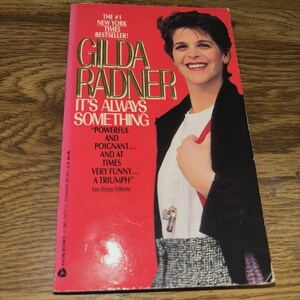 THE #1
NEW YORK
TIMES
BESTSELLER!
GILDA
RADNER
IT'S ALWAYS
SOMETHING
"POWERFUL
AND
POIGNANT...
AND AT
TIMES
VERY FUNNY...
A TRIUMPH"
San Diego Tribune